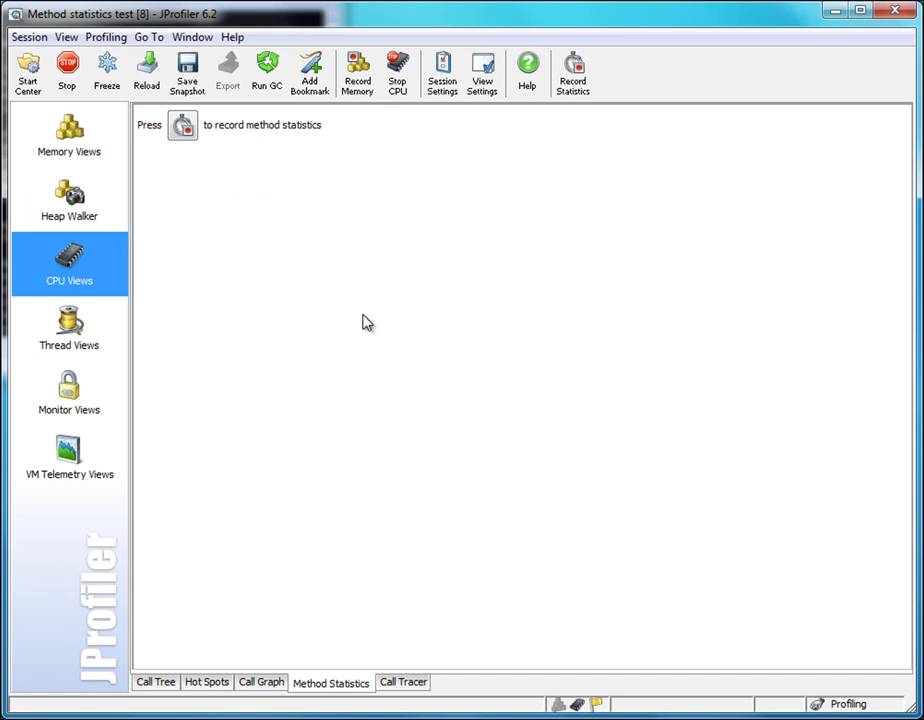 Method statistics test [8] - JProfiler 6.2
Session View Profiling Go To Window Help
Start Center
Stop
Freeze
Reload
Save Snapshot
Export
Run GC
Add Bookmark
Record Memory
Stop CPU
Session Settings
View Settings
Help
Record Statistics
Press to record method statistics
Memory Views
Heap Walker
CPU Views
Thread Views
Monitor Views
VM Telemetry Views
JProfiler
Call Tree Hot Spots Call Graph Method Statistics Call Tracer
Profiling